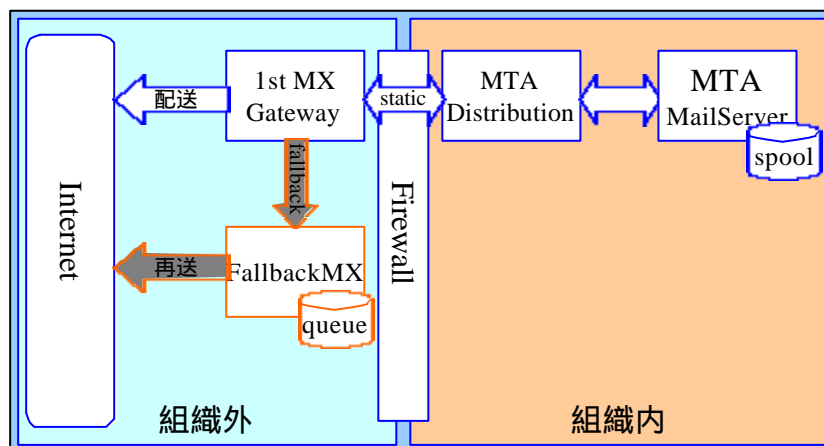 1st MX
Gateway
MTA
Distribution
MTA
MailServer
spool
配送
static
fallback
Internet
Firewall
再送
FallbackMX
queue
組織外
組織内